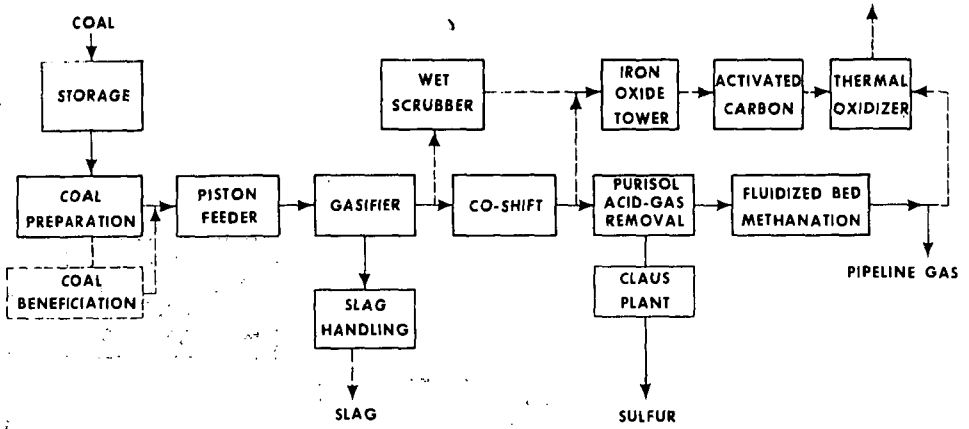 COAL
STORAGE
COAL
PREPARATION
COAL
BENEFICIATION
PISTON
FEEDER
GASIFIER
SLAG
HANDLING
SLAG
WET
SCRUBBER
CO-SHIFT
IRON
OXIDE
TOWER
ACTIVATED
CARBON
THERMAL
OXIDIZER
PURISOL
ACID-GAS
REMOVAL
CLAUS
PLANT
SULFUR
FLUIDIZED BED
METHANATION
PIPELINE GAS